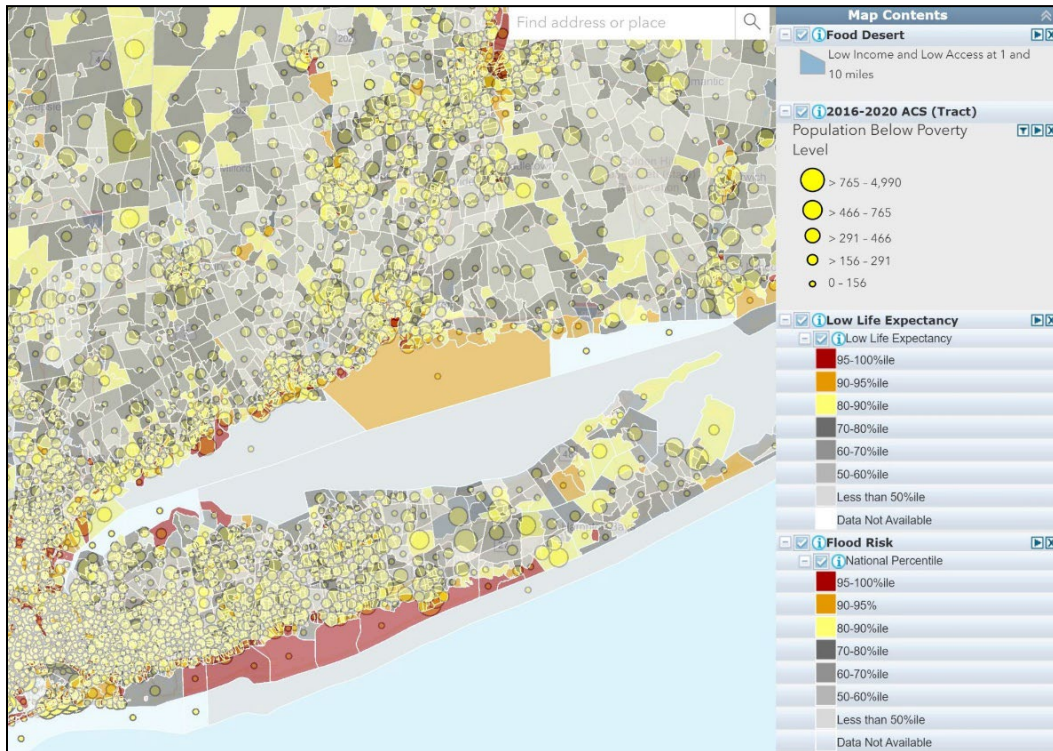 Find address or place
Map Contents
Food Desert
Low Income and Low Access at 1 and
10 miles
2016-2020 ACS (Tract)
Population Below Poverty
Level
> 765 - 4,990
> 466 - 765
> 291 - 466
> 156 - 291
0 - 156
Low Life Expectancy
Low Life Expectancy
95-100%ile
90-95%ile
80-90%ile
70-80%ile
60-70%ile
50-60%ile
Less than 50%ile
Data Not Available
Flood Risk
National Percentile
95-100%ile
90-95%
80-90%ile
70-80%ile
60-70%ile
50-60%ile
Less than 50%ile
Data Not Available